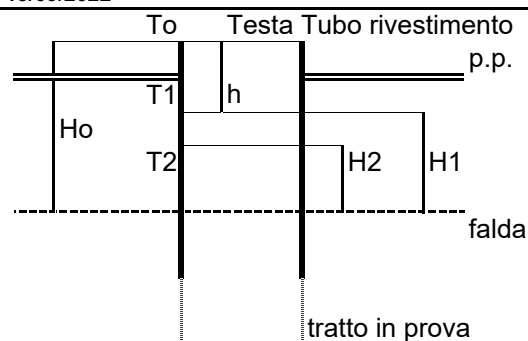 To Testa Tubo rivestimento
p.p.
T1 h
Ho
T2 H2 H1
falda
tratto in prova